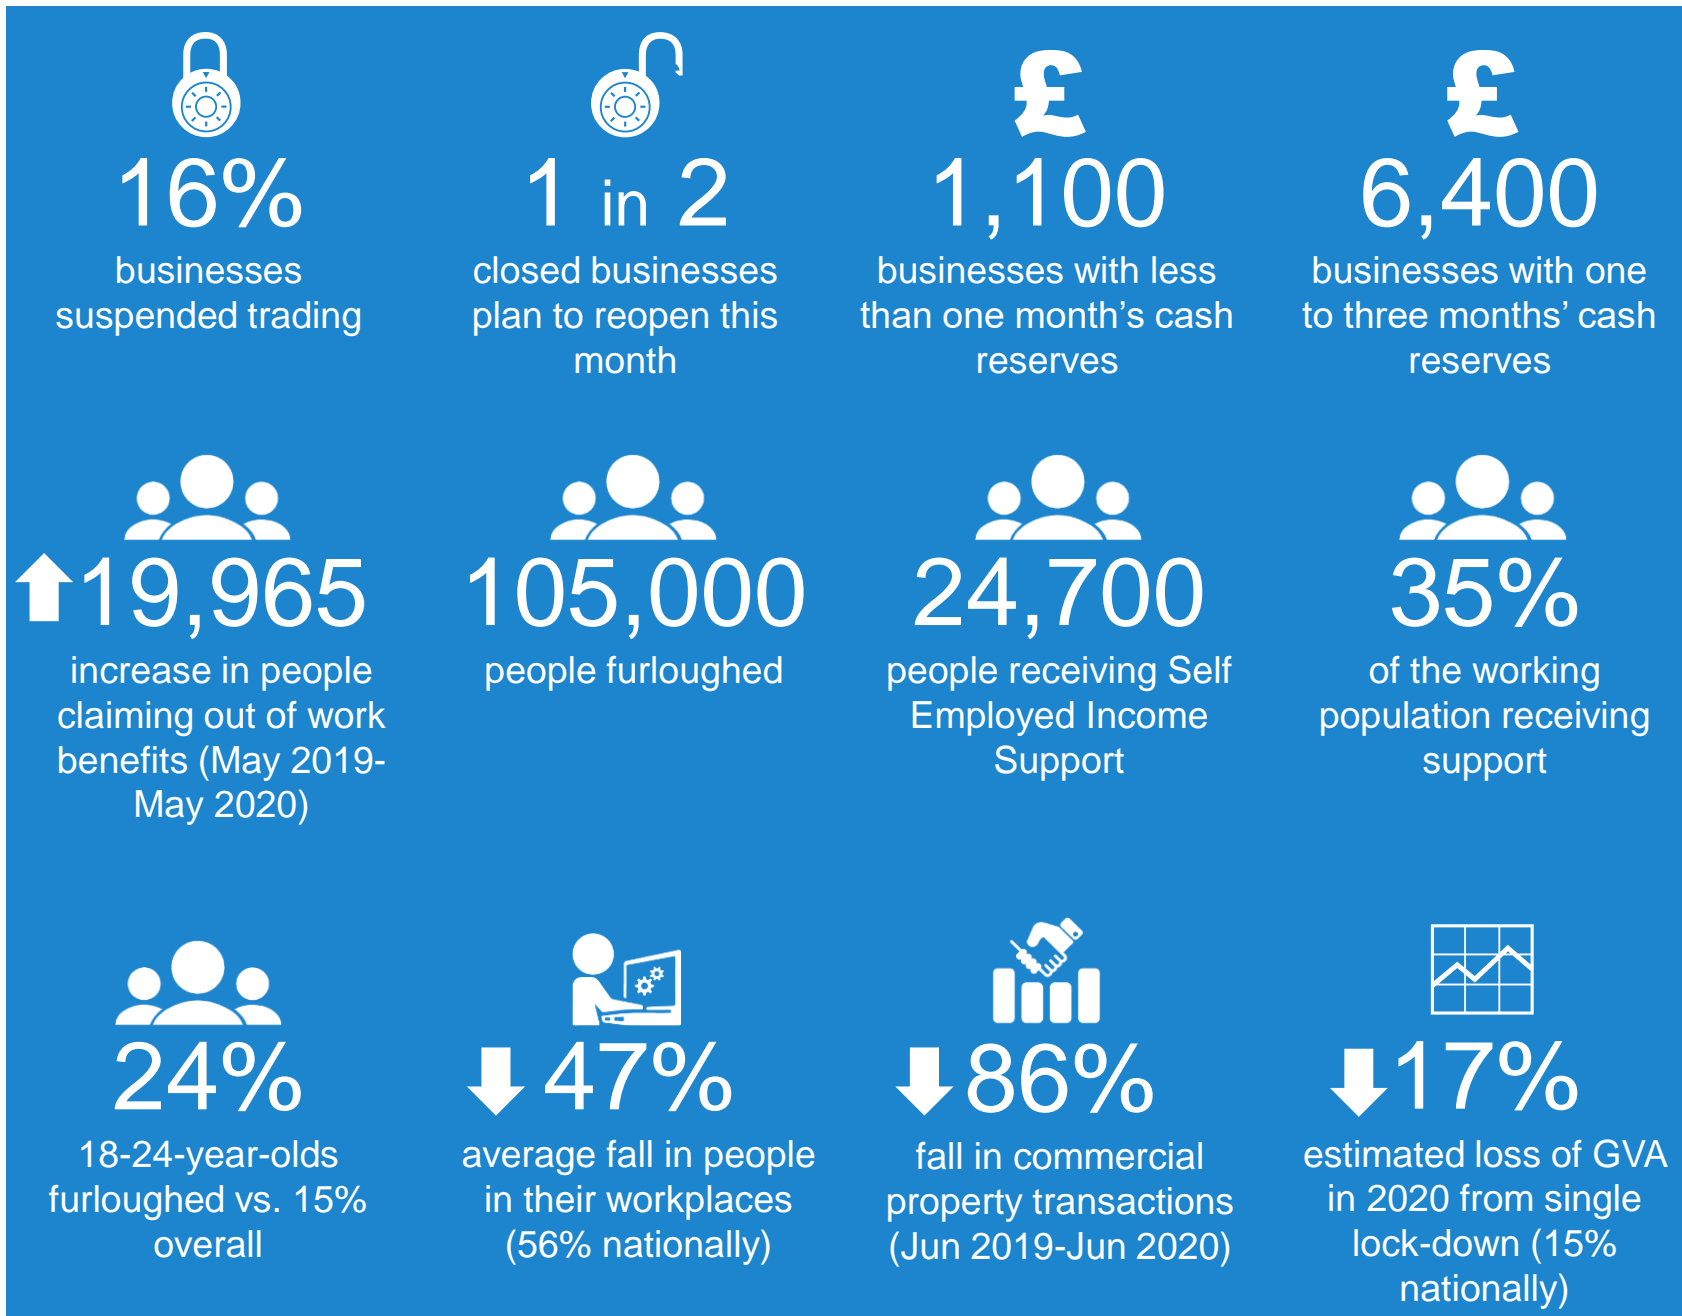 16%
businesses
suspended trading
1 in 2
closed businesses
plan to reopen this
month
£
1,100
businesses with less
than one month’s cash
reserves
£
6,400
businesses with one
to three months’ cash
reserves
19,965
increase in people
claiming out of work
benefits (May 2019-
May 2020)
105,000
people furloughed
24,700
people receiving Self
Employed Income
Support
35%
of the working
population receiving
support
24%
18-24-year-olds
furloughed vs. 15%
overall
47%
average fall in people
in their workplaces
(56% nationally)
86%
fall in commercial
property transactions
(Jun 2019-Jun 2020)
17%
estimated loss of GVA
in 2020 from single
lock-down (15%
nationally)